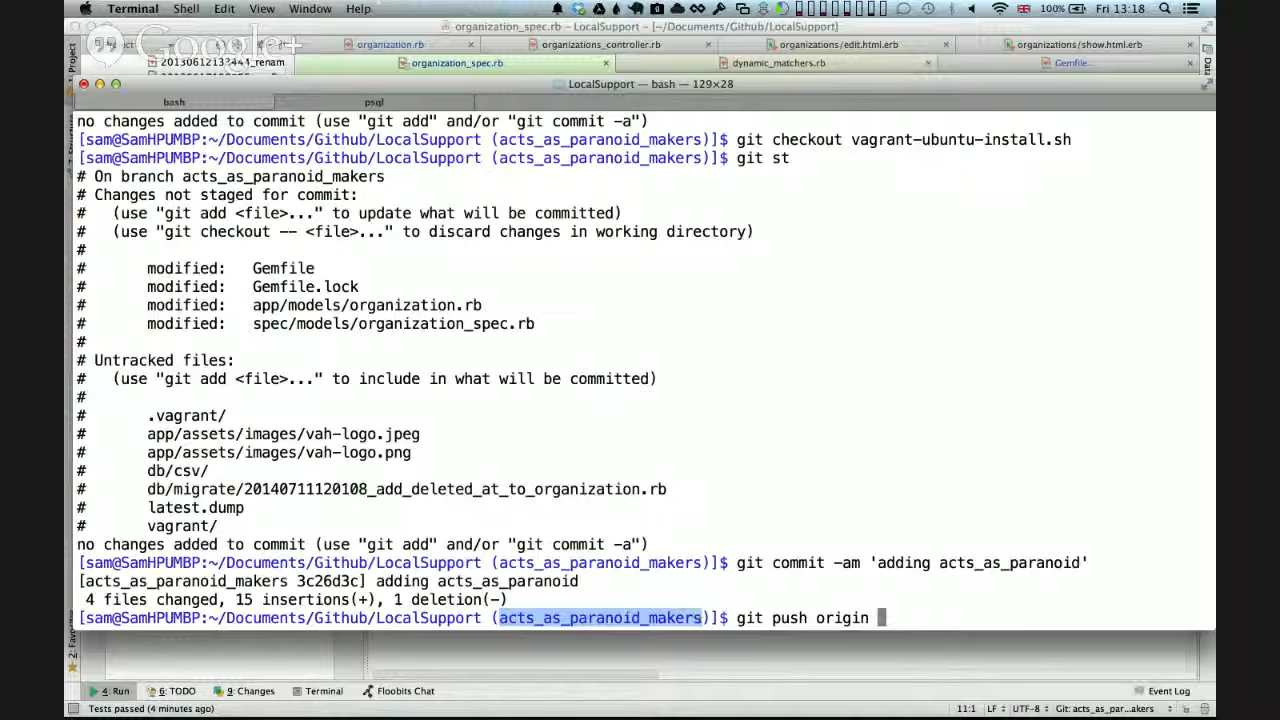 Terminal Shell Edit View Window Help 100% Fri 13:18
organization_spec.rb – LocalSupport – [~/Documents/Github/LocalSupport]
Google+
organization.rb organizations_controller.rb organizations/edit.html.erb organizations/show.html.erb
20130612133444_renam organization_spec.rb dynamic_matchers.rb Gemfile
LocalSupport — bash — 129×28
bash psql
no changes added to commit (use "git add" and/or "git commit -a")
[sam@SamHPUMBP:~/Documents/Github/LocalSupport (acts_as_paranoid_makers)]$ git checkout vagrant-ubuntu-install.sh
[sam@SamHPUMBP:~/Documents/Github/LocalSupport (acts_as_paranoid_makers)]$ git st
# On branch acts_as_paranoid_makers
# Changes not staged for commit:
#   (use "git add <file>..." to update what will be committed)
#   (use "git checkout -- <file>..." to discard changes in working directory)
#
#       modified:   Gemfile
#       modified:   Gemfile.lock
#       modified:   app/models/organization.rb
#       modified:   spec/models/organization_spec.rb
#
# Untracked files:
#   (use "git add <file>..." to include in what will be committed)
#
#       .vagrant/
#       app/assets/images/vah-logo.jpeg
#       app/assets/images/vah-logo.png
#       db/csv/
#       db/migrate/20140711120108_add_deleted_at_to_organization.rb
#       latest.dump
#       vagrant/
no changes added to commit (use "git add" and/or "git commit -a")
[sam@SamHPUMBP:~/Documents/Github/LocalSupport (acts_as_paranoid_makers)]$ git commit -am 'adding acts_as_paranoid'
[acts_as_paranoid_makers 3c26d3c] adding acts_as_paranoid
 4 files changed, 15 insertions(+), 1 deletion(-)
[sam@SamHPUMBP:~/Documents/Github/LocalSupport (acts_as_paranoid_makers)]$ git push origin
4: Run 6: TODO 9: Changes Terminal Floobits Chat Event Log
Tests passed (4 minutes ago) 11:1 LF UTF-8 Git: acts_as_par...akers
1: Project
2: Favorites